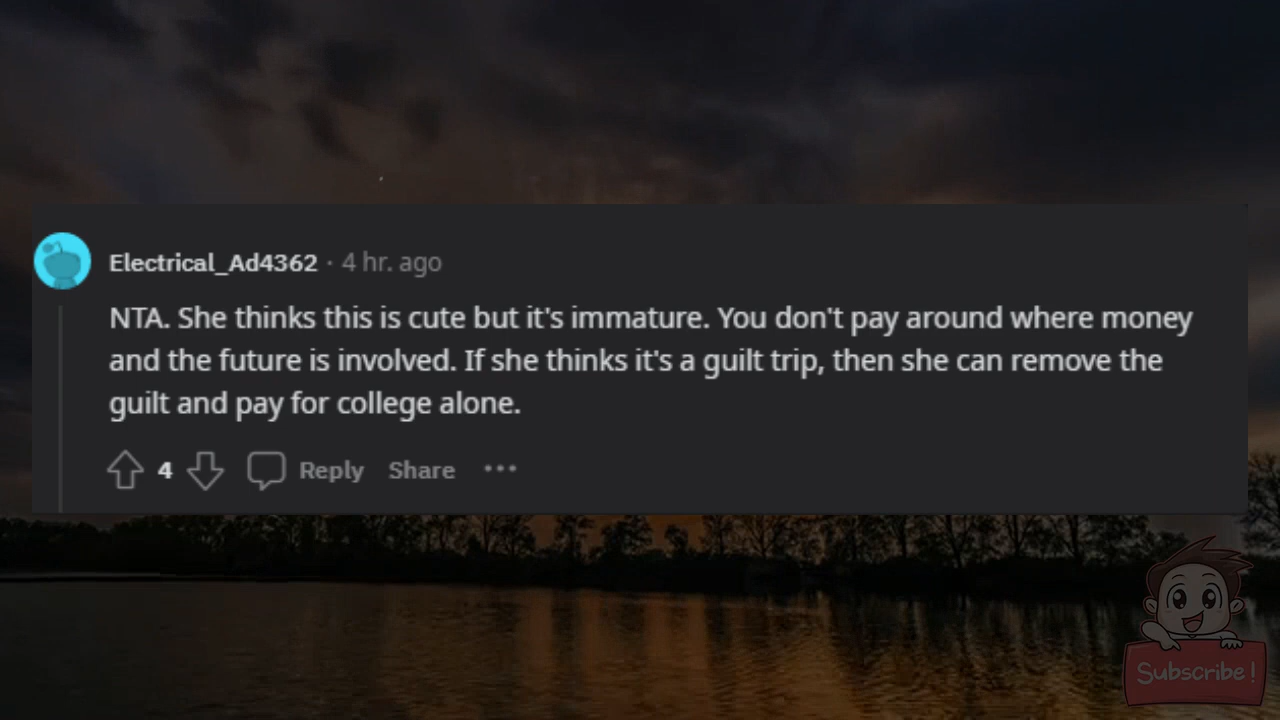 Electrical_Ad4362 · 4 hr. ago
NTA. She thinks this is cute but it's immature. You don't pay around where money
and the future is involved. If she thinks it's a guilt trip, then she can remove the
guilt and pay for college alone.
4 Reply Share ···
Subscribe!